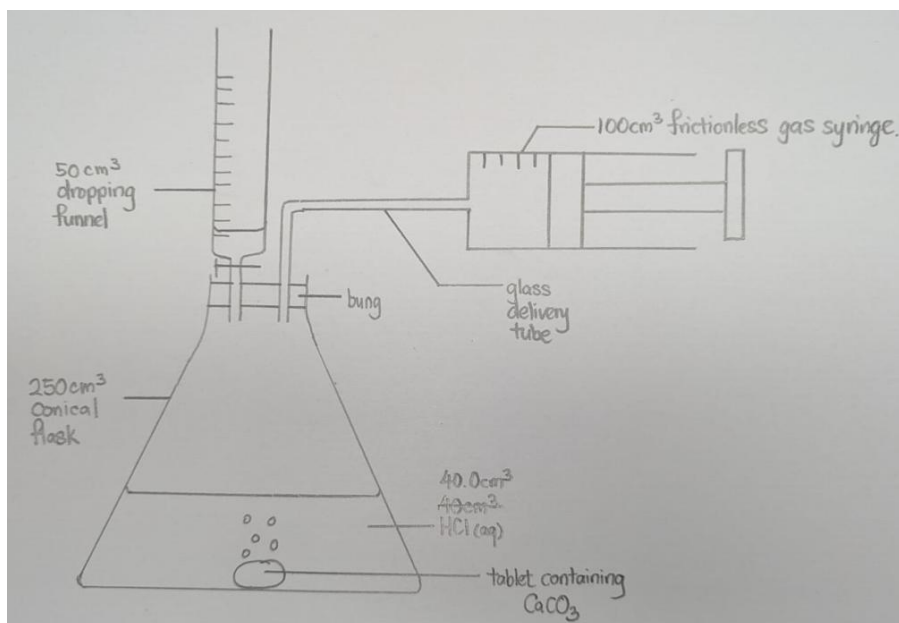 100cm³ frictionless gas syringe.
50cm³
dropping
funnel
bung
glass
delivery
tube
250cm³
conical
flask
40.0cm³
40cm³
HCl(aq)
tablet containing
CaCO₃